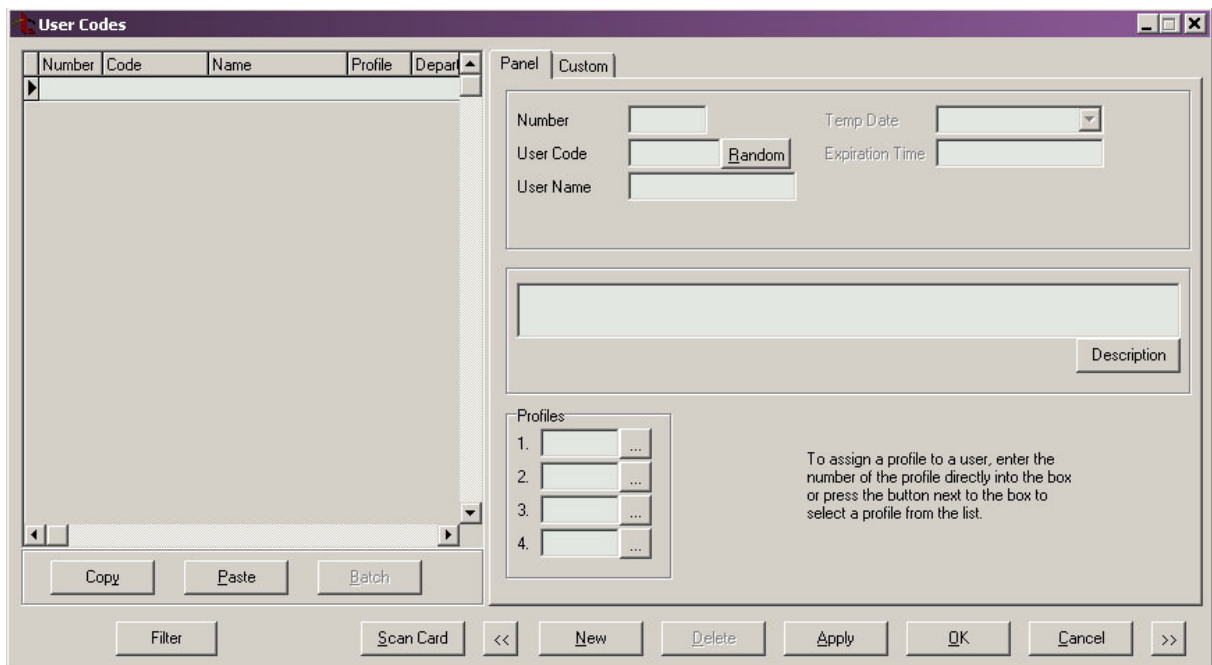 User Codes
Number Code Name Profile Depart
Panel Custom
Number
Temp Date
User Code
Random
Expiration Time
User Name
Description
Profiles
1. ...
2. ...
3. ...
4. ...
To assign a profile to a user, enter the
number of the profile directly into the box
or press the button next to the box to
select a profile from the list.
Copy Paste Batch
Filter Scan Card << New Delete Apply OK Cancel >>